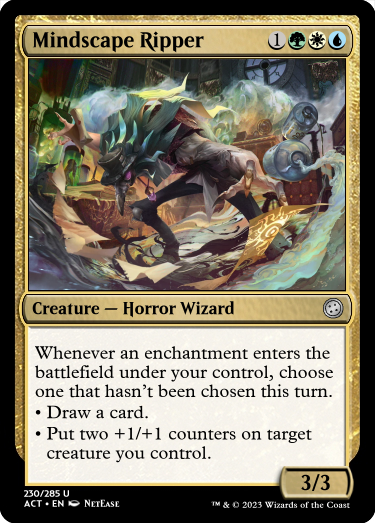 Mindscape Ripper 1
Creature — Horror Wizard
Whenever an enchantment enters the
battlefield under your control, choose
one that hasn’t been chosen this turn.
• Draw a card.
• Put two +1/+1 counters on target
creature you control.
3/3
230/285 U
ACT • EN NetEase ™ & © 2023 Wizards of the Coast